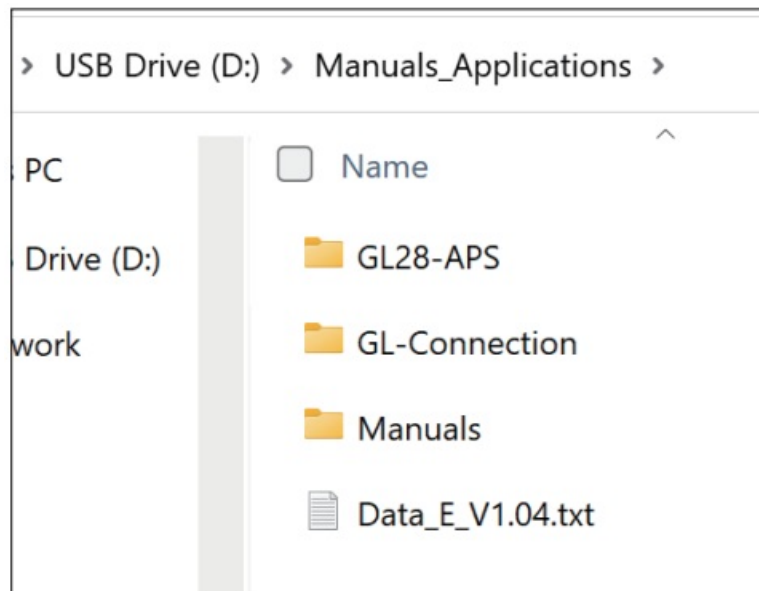 > USB Drive (D:) > Manuals_Applications >
PC
Drive (D:)
work
Name
GL28-APS
GL-Connection
Manuals
Data_E_V1.04.txt